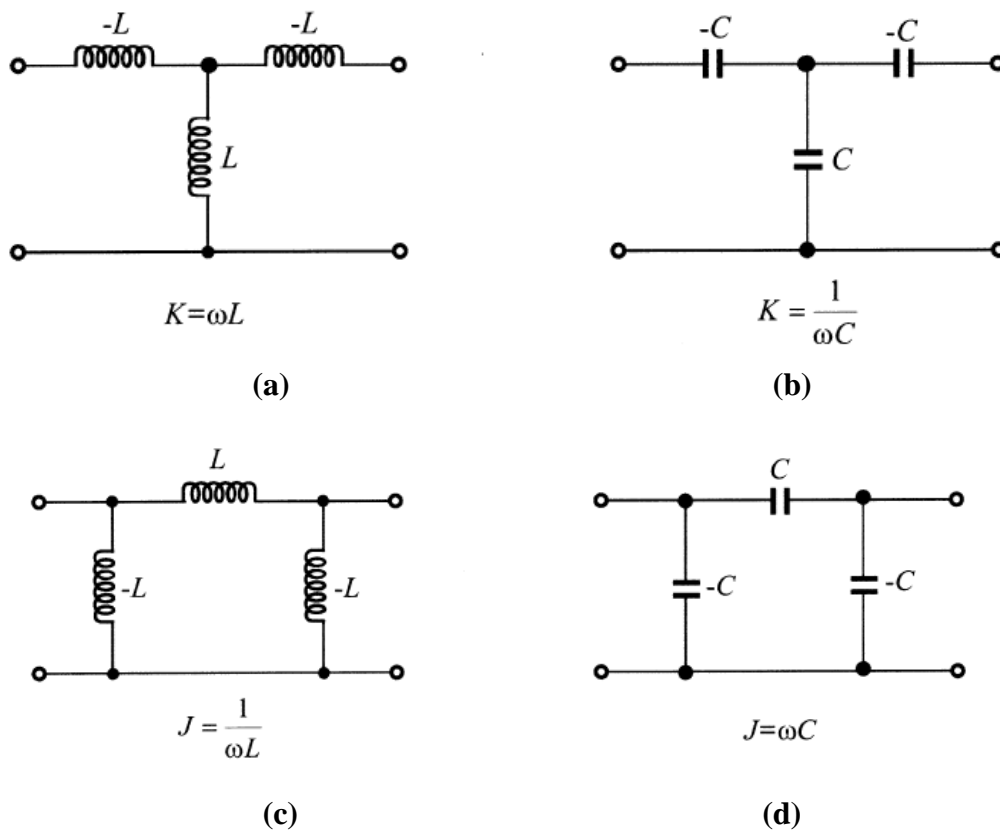 -L -L
L
K=ωL
(a)
-C -C
C
K = 1/ωC
(b)
L
-L -L
J = 1/ωL
(c)
C
-C -C
J=ωC
(d)